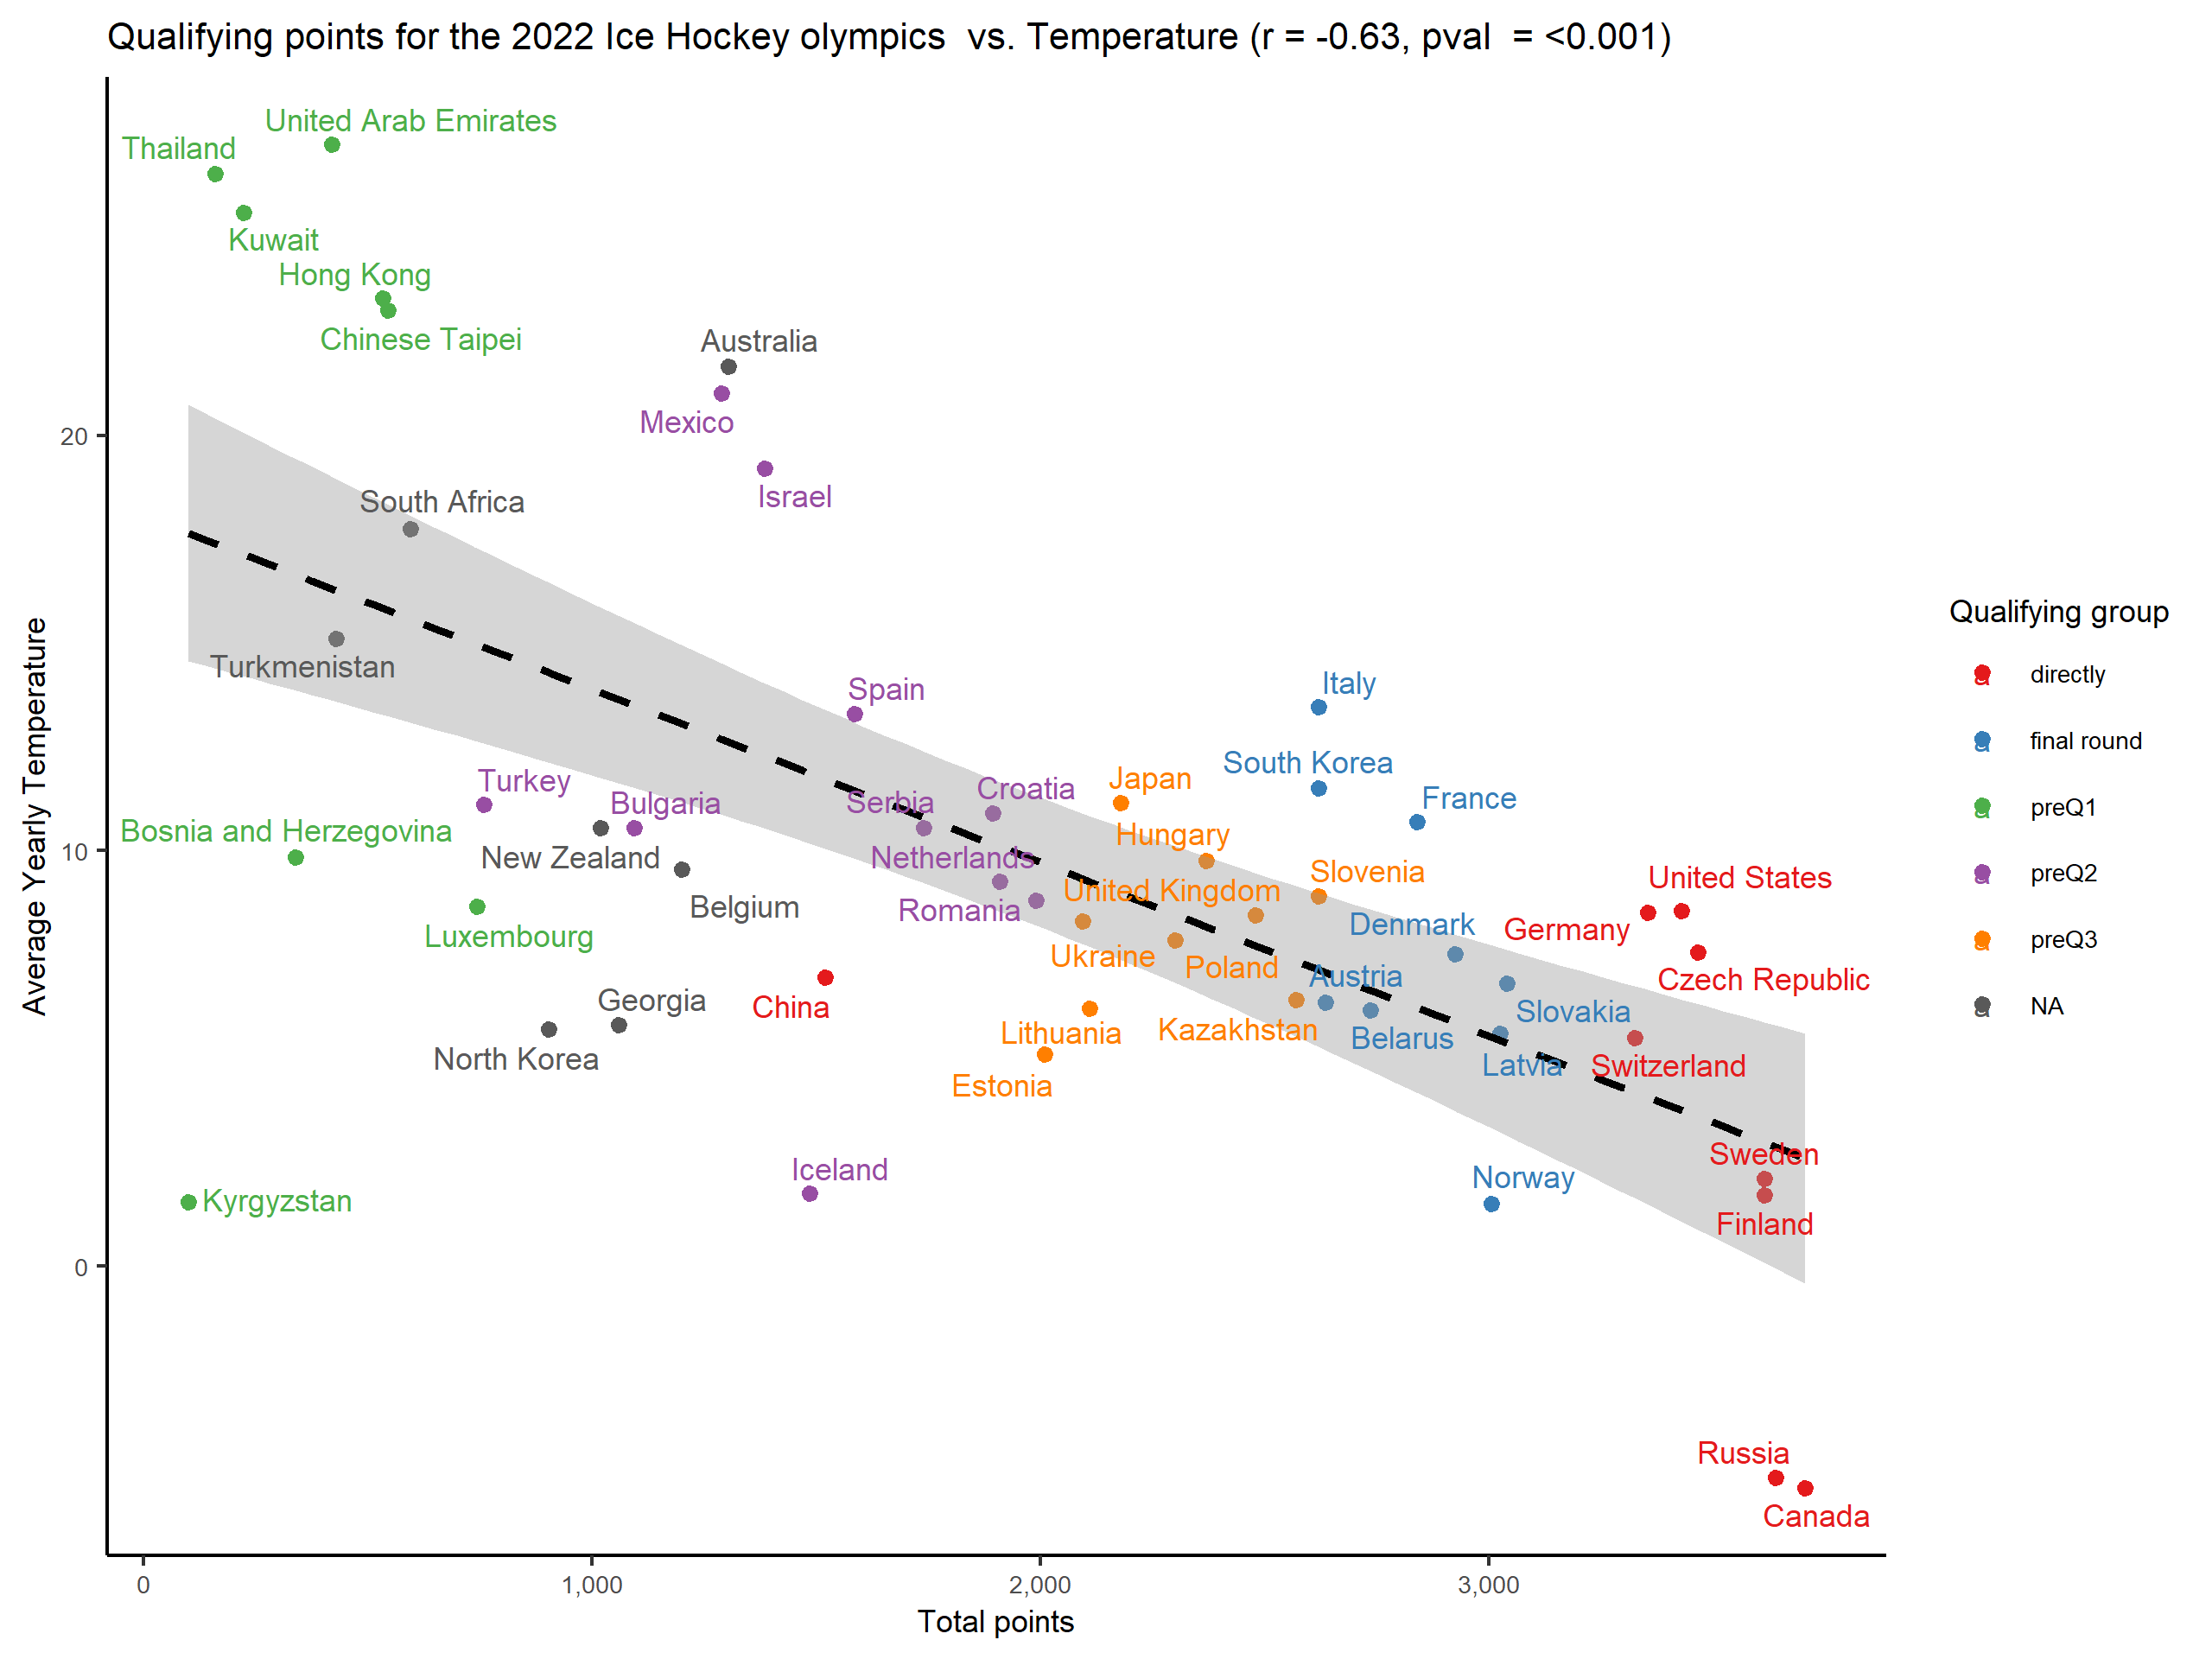 Qualifying points for the 2022 Ice Hockey olympics  vs. Temperature (r = -0.63, pval  = <0.001)
United Arab Emirates
Thailand
Kuwait
Hong Kong
Chinese Taipei
Australia
Mexico
20
Israel
South Africa
Turkmenistan
Spain
Italy
South Korea
Turkey
Japan
Croatia
France
Serbia
Bulgaria
Bosnia and Herzegovina
Hungary
10
New Zealand
Netherlands
Slovenia
United States
United Kingdom
Belgium
Romania
Denmark
Germany
Luxembourg
Ukraine
Poland
Austria
Czech Republic
Georgia
China
Slovakia
Kazakhstan
Lithuania
Belarus
North Korea
Latvia
Switzerland
Estonia
Sweden
Iceland
Norway
Kyrgyzstan
Finland
0
Russia
Canada
0
1,000
2,000
3,000
Total points
Average Yearly Temperature
Qualifying group
a directly
a final round
a preQ1
a preQ2
a preQ3
a NA